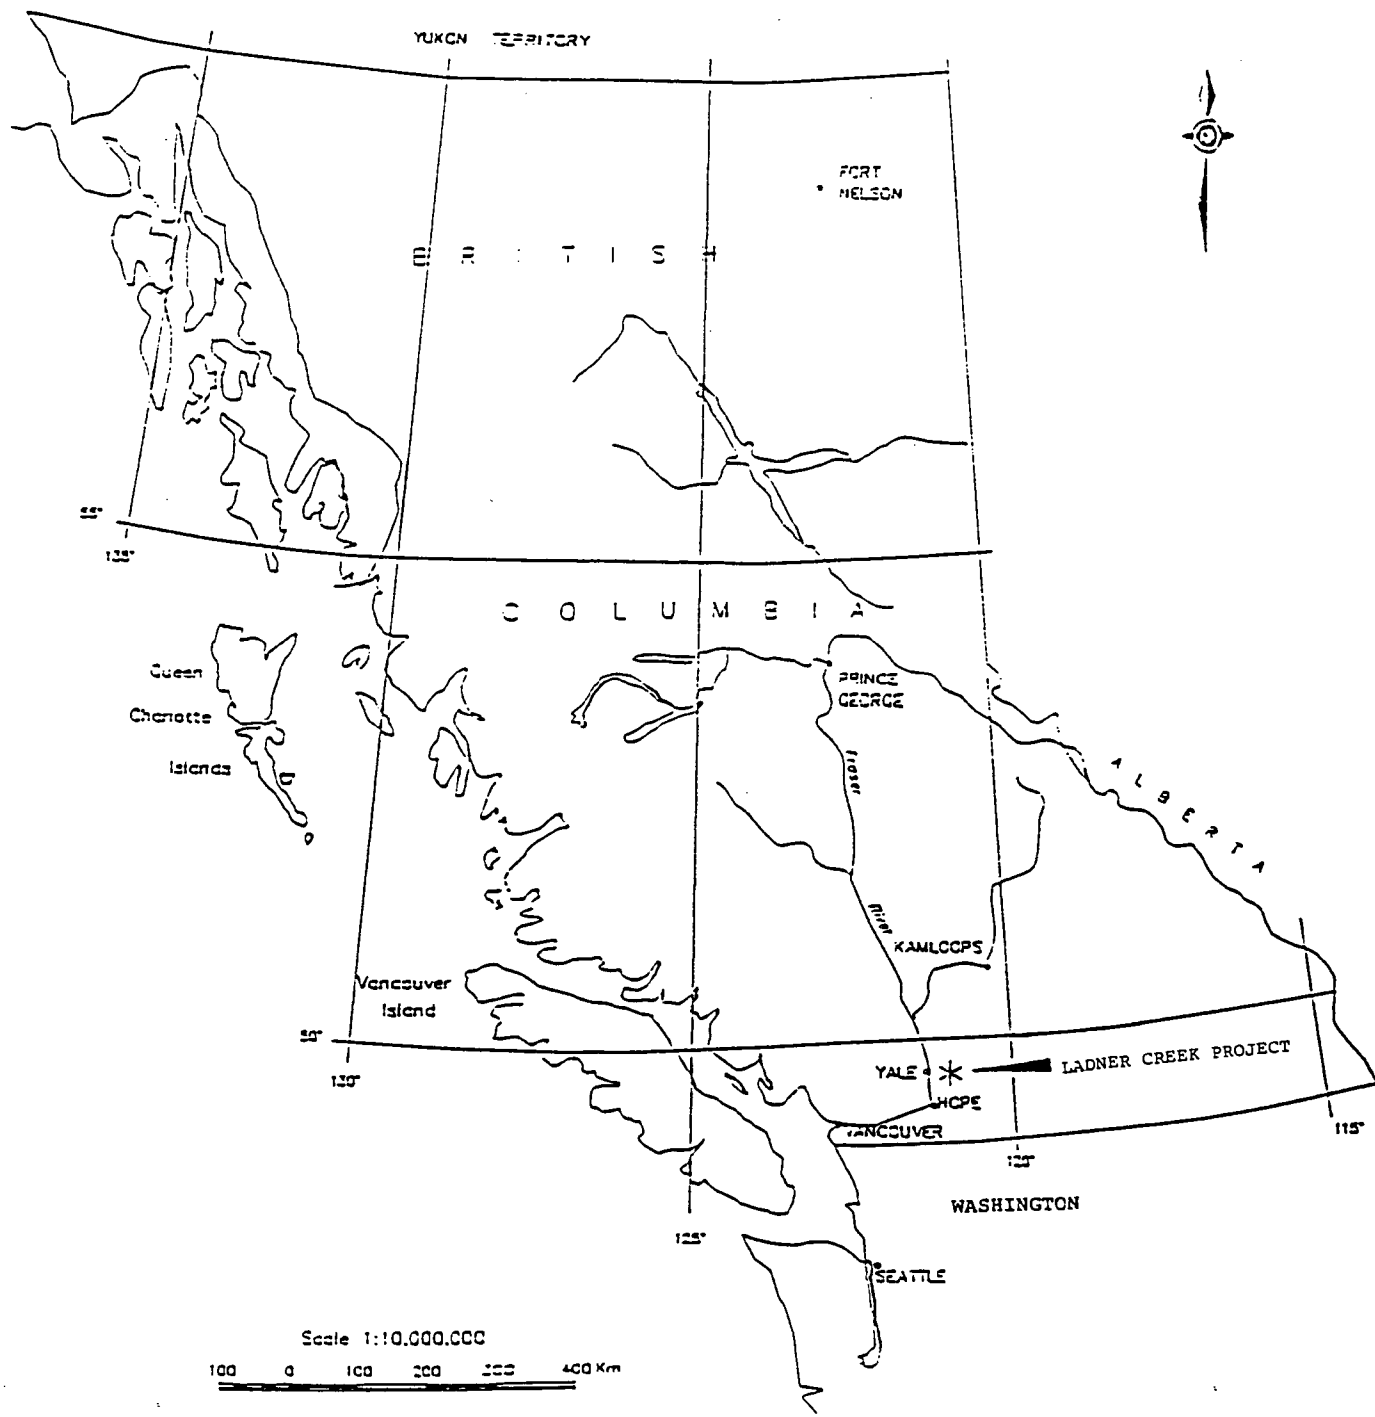 YUKON TERRITORY
FORT
NELSON
B R I T I S H
55°
135°
C O L U M B I A
Queen
Charlotte
Islands
PRINCE
GEORGE
Fraser
ALBERTA
River
KAMLOOPS
Vancouver
Island
50°
130°
YALE
LADNER CREEK PROJECT
HOPE
VANCOUVER
115°
120°
WASHINGTON
125°
SEATTLE
Scale 1:10,000,000
100 0 100 200 300 400 Km